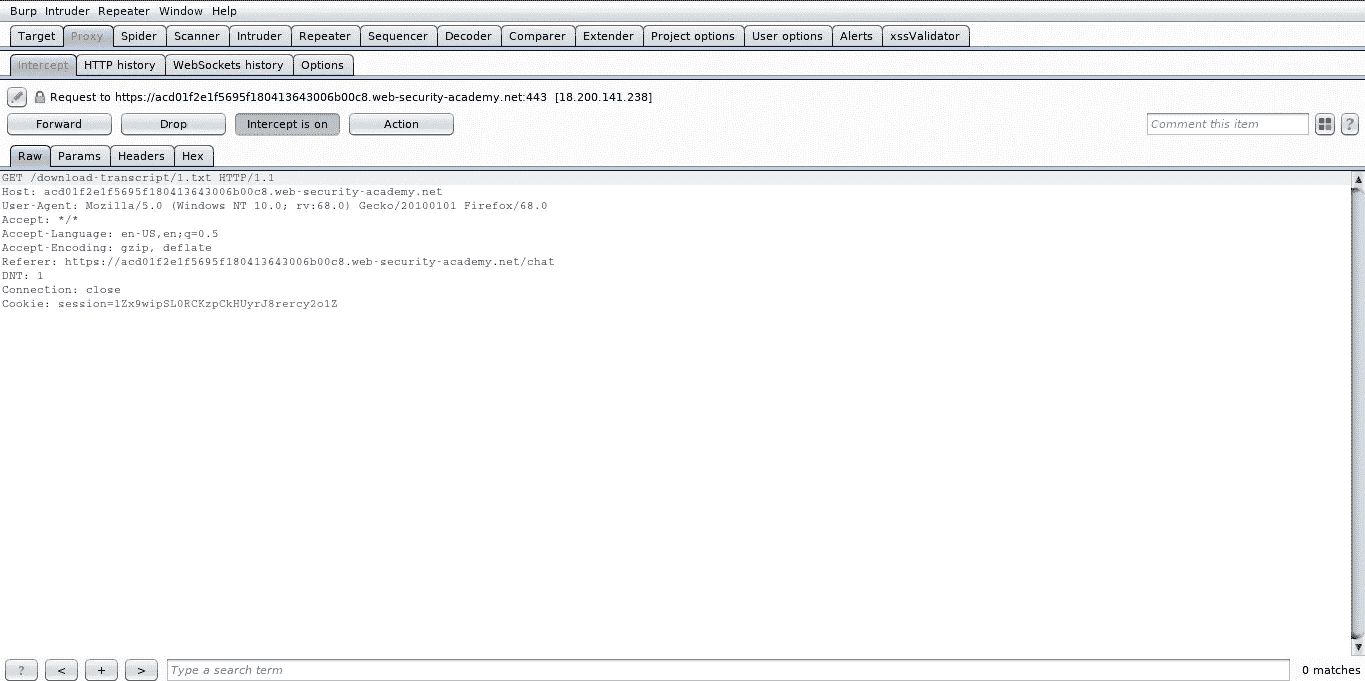 Burp Intruder Repeater Window Help
Target Proxy Spider Scanner Intruder Repeater Sequencer Decoder Comparer Extender Project options User options Alerts xssValidator
Intercept HTTP history WebSockets history Options
Request to https://acd01f2e1f5695f180413643006b00c8.web-security-academy.net:443 [18.200.141.238]
Forward Drop Intercept is on Action Comment this item ?
Raw Params Headers Hex
GET /download-transcript/1.txt HTTP/1.1
Host: acd01f2e1f5695f180413643006b00c8.web-security-academy.net
User-Agent: Mozilla/5.0 (Windows NT 10.0; rv:68.0) Gecko/20100101 Firefox/68.0
Accept: */*
Accept-Language: en-US,en;q=0.5
Accept-Encoding: gzip, deflate
Referer: https://acd01f2e1f5695f180413643006b00c8.web-security-academy.net/chat
DNT: 1
Connection: close
Cookie: session=lZx9wipSL0RCKzpCkHUyrJ8rercy2o1Z
? < + > Type a search term 0 matches